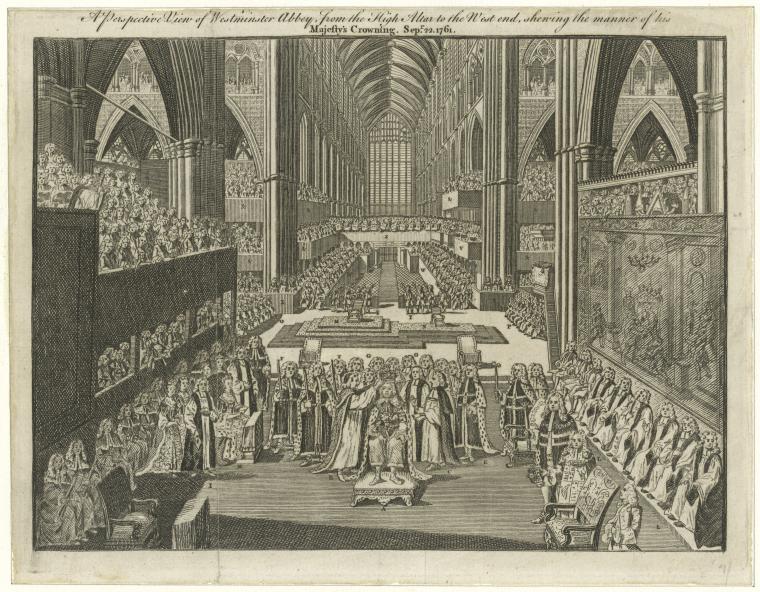 A Perspective View of Westminster Abbey, from the High Altar to the West end, shewing the manner of his
Majesty's Crowning. Sepr. 22. 1761.